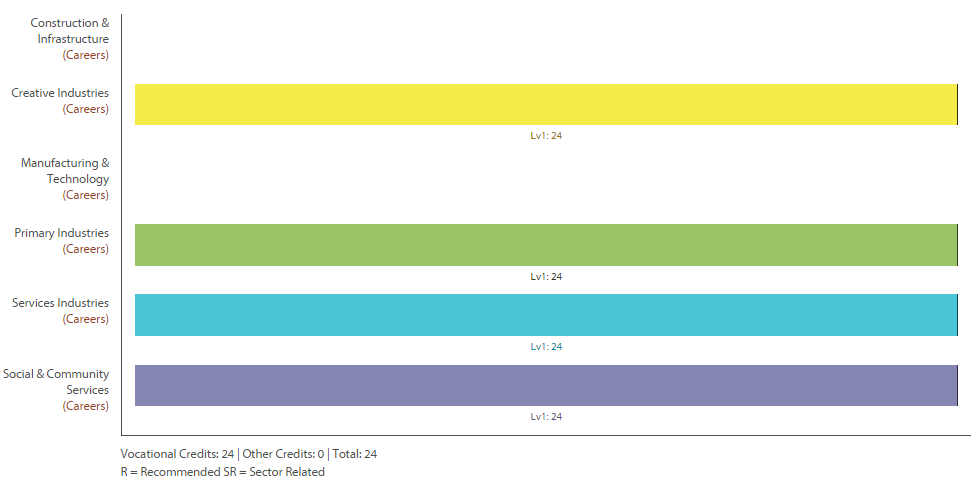 Construction &
Infrastructure
(Careers)
Creative Industries
(Careers)
Lv1: 24
Manufacturing &
Technology
(Careers)
Primary Industries
(Careers)
Lv1: 24
Services Industries
(Careers)
Lv1: 24
Social & Community
Services
(Careers)
Lv1: 24
Vocational Credits: 24 | Other Credits: 0 | Total: 24
R = Recommended SR = Sector Related